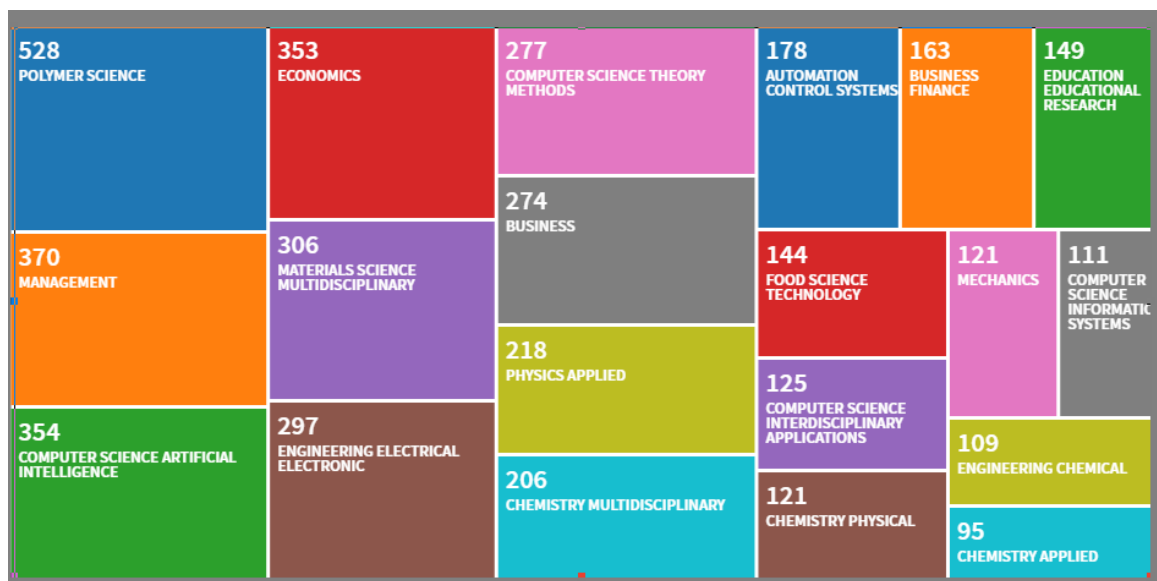 528
POLYMER SCIENCE
370
MANAGEMENT
354
COMPUTER SCIENCE ARTIFICIAL
INTELLIGENCE
353
ECONOMICS
306
MATERIALS SCIENCE
MULTIDISCIPLINARY
297
ENGINEERING ELECTRICAL
ELECTRONIC
277
COMPUTER SCIENCE THEORY
METHODS
274
BUSINESS
218
PHYSICS APPLIED
206
CHEMISTRY MULTIDISCIPLINARY
178
AUTOMATION
CONTROL SYSTEMS
163
BUSINESS
FINANCE
149
EDUCATION
EDUCATIONAL
RESEARCH
144
FOOD SCIENCE
TECHNOLOGY
125
COMPUTER SCIENCE
INTERDISCIPLINARY
APPLICATIONS
121
CHEMISTRY PHYSICAL
121
MECHANICS
111
COMPUTER
SCIENCE
INFORMATIC
SYSTEMS
109
ENGINEERING CHEMICAL
95
CHEMISTRY APPLIED